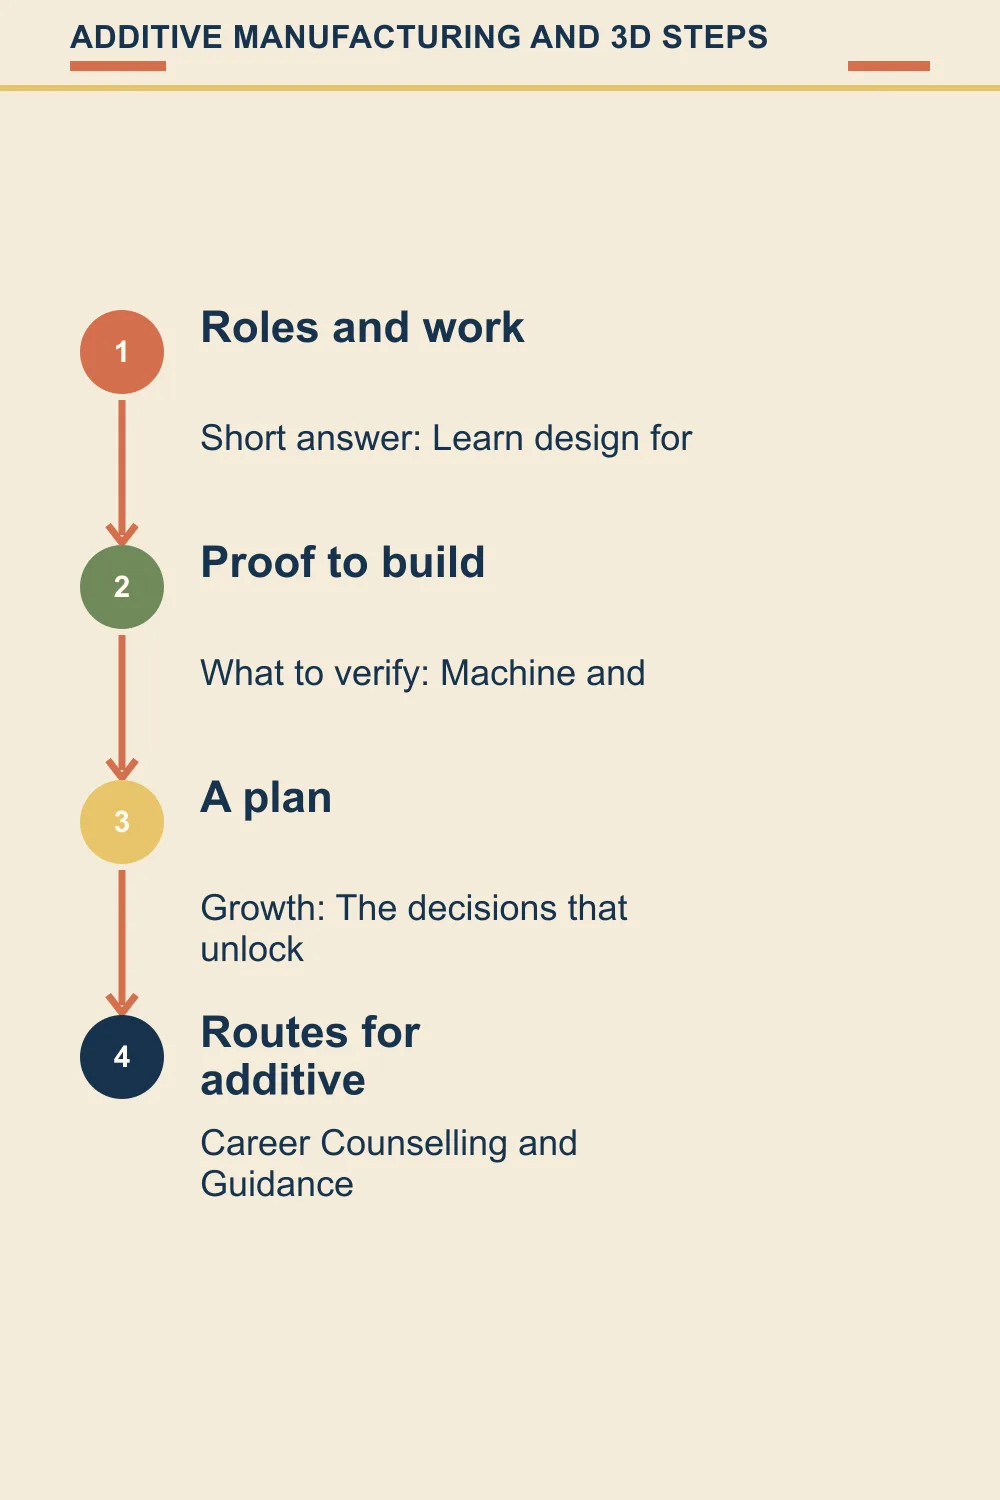 ADDITIVE MANUFACTURING AND 3D STEPS
1
Roles and work
Short answer: Learn design for
2
Proof to build
What to verify: Machine and
3
A plan
Growth: The decisions that
unlock
4
Routes for
additive
Career Counselling and
Guidance